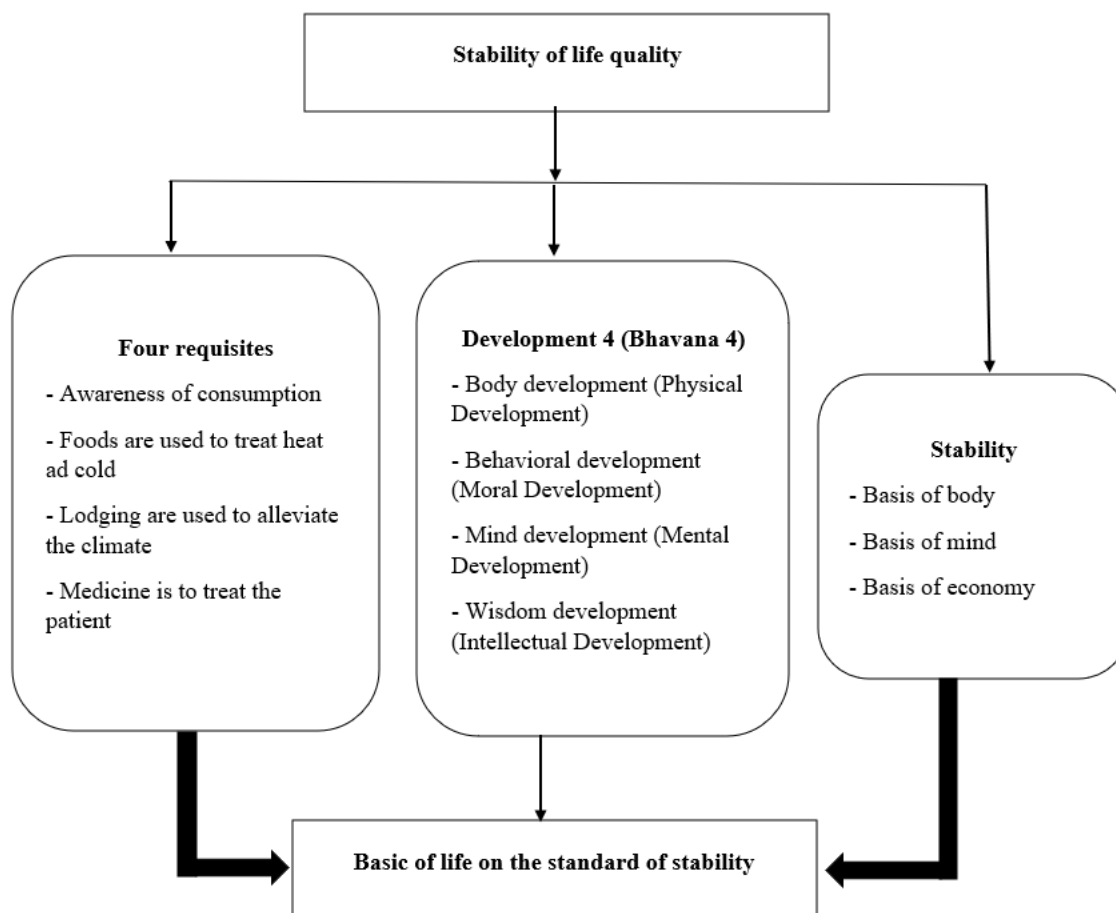 Stability of life quality
Four requisites
- Awareness of consumption
- Foods are used to treat heat
ad cold
- Lodging are used to alleviate
the climate
- Medicine is to treat the
patient
Development 4 (Bhavana 4)
- Body development (Physical
Development)
- Behavioral development
(Moral Development)
- Mind development (Mental
Development)
- Wisdom development
(Intellectual Development)
Stability
- Basis of body
- Basis of mind
- Basis of economy
Basic of life on the standard of stability